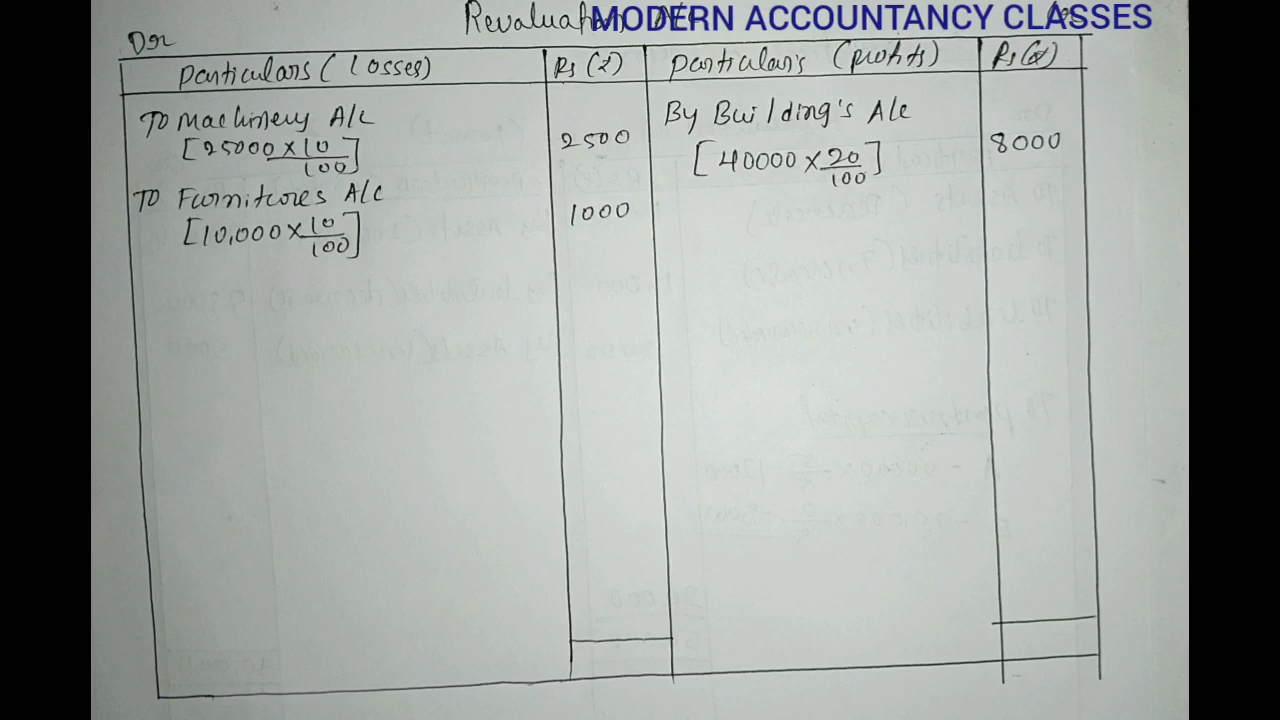 Revaluation A/c
MODERN ACCOUNTANCY CLASSES
Dr
Particulars (Losses) Rs (₹) Particulars (profits) Rs (₹)
To Machinery A/c
[25000 × 10/100] 2500
To Furnitures A/c
[10,000 × 10/100] 1000
By Building's A/c
[40000 × 20/100] 8000